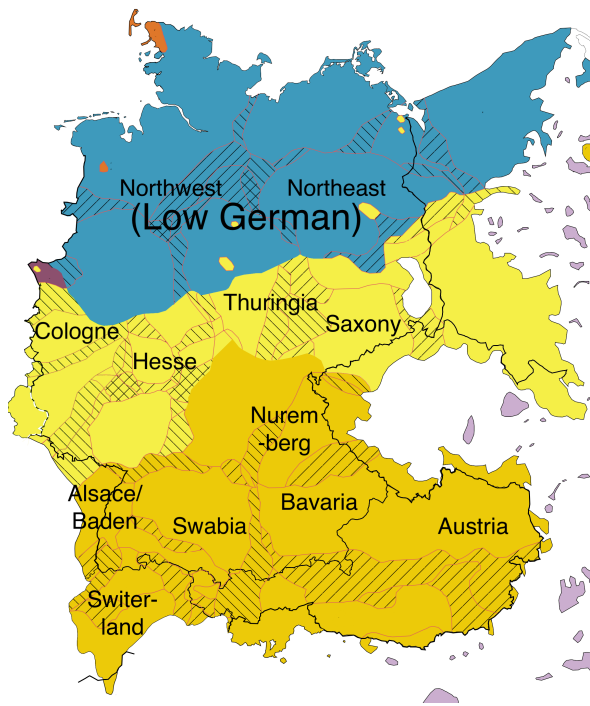 Northwest
Northeast
(Low German)
Thuringia
Saxony
Cologne
Hesse
Nurem
-berg
Alsace/
Baden
Swabia
Bavaria
Austria
Switer-
land